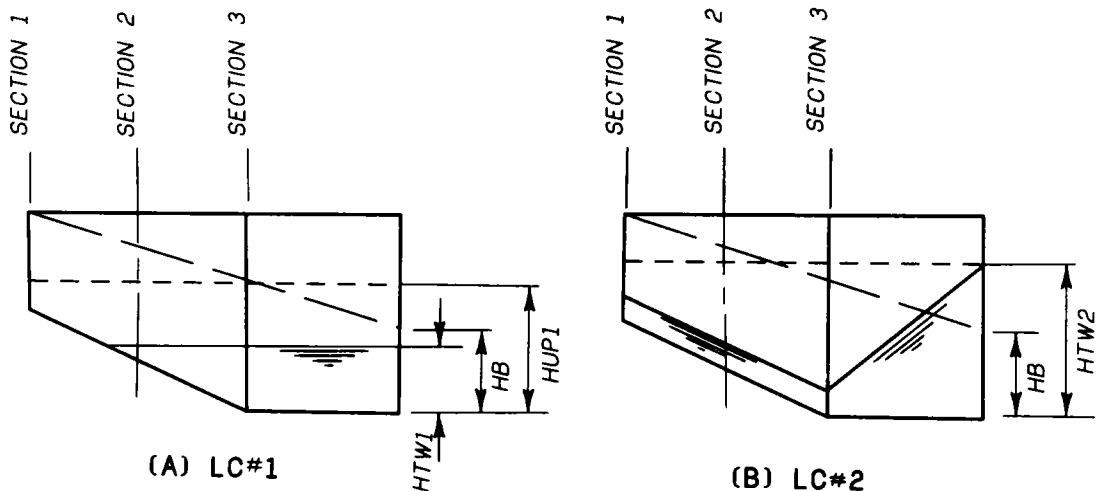 SECTION 1
SECTION 2
SECTION 3
HB
HUP1
HTW1
(A) LC#1
SECTION 1
SECTION 2
SECTION 3
HB
HTW2
(B) LC#2